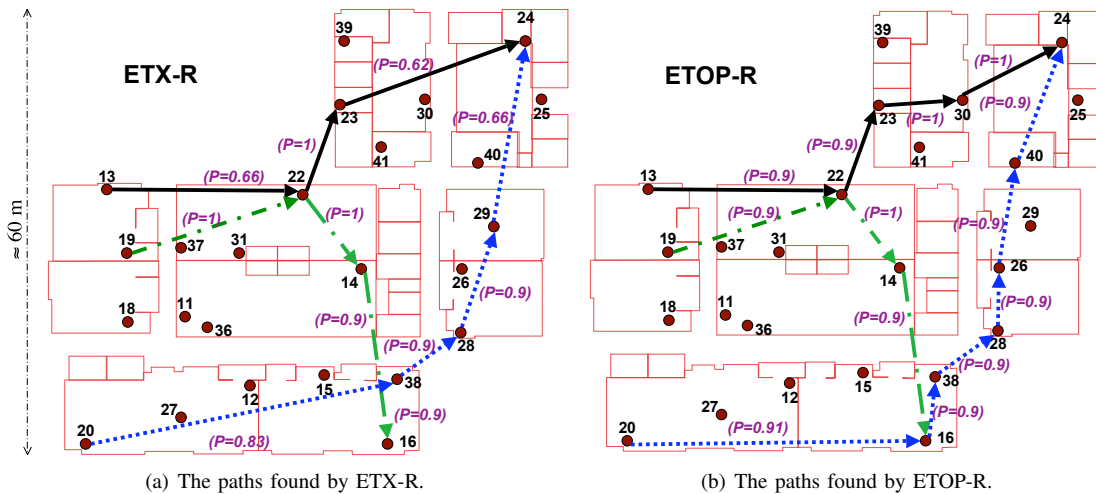 ≈ 60 m
ETX-R
39
24
(P=0.62)
23
30
25
(P=0.66)
(P=1)
41
40
13
22
(P=0.66)
(P=1)
(P=1)
19
37
31
29
14
26
(P=0.9)
18
11
36
(P=0.9)
28
(P=0.9)
15
38
12
27
20
(P=0.83)
(P=0.9)
16
(a) The paths found by ETX-R.
ETOP-R
39
24
(P=1)
23
(P=1)
30
(P=0.9)
25
(P=0.9)
41
40
13
22
(P=0.9)
(P=0.9)
(P=1)
19
37
31
29
(P=0.9)
14
26
18
11
36
(P=0.9)
(P=0.9)
28
(P=0.9)
15
38
12
27
(P=0.9)
20
(P=0.91)
16
(b) The paths found by ETOP-R.